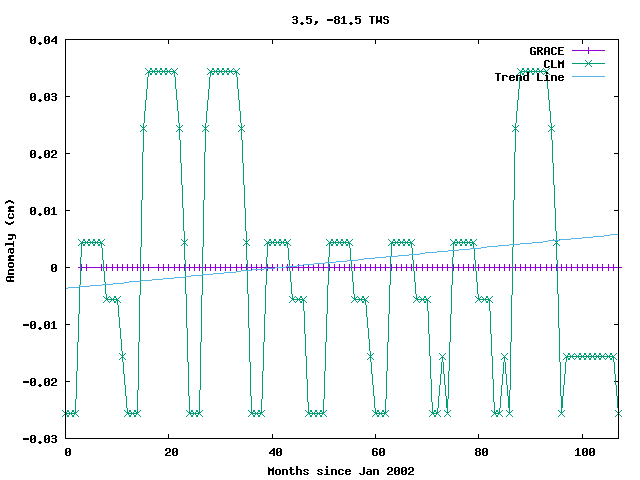 3.5, -81.5 TWS
GRACE
CLM
Trend Line
0.04
0.03
0.02
0.01
0
-0.01
-0.02
-0.03
Anomaly (cm)
0 20 40 60 80 100
Months since Jan 2002